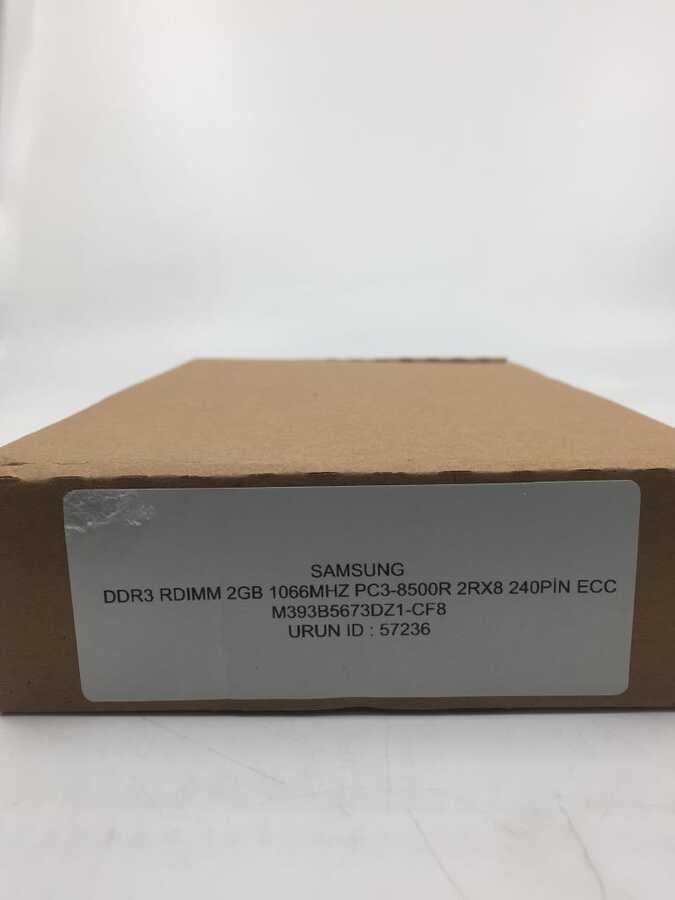 SAMSUNG
DDR3 RDIMM 2GB 1066MHZ PC3-8500R 2RX8 240PİN ECC
M393B5673DZ1-CF8
URUN ID : 57236